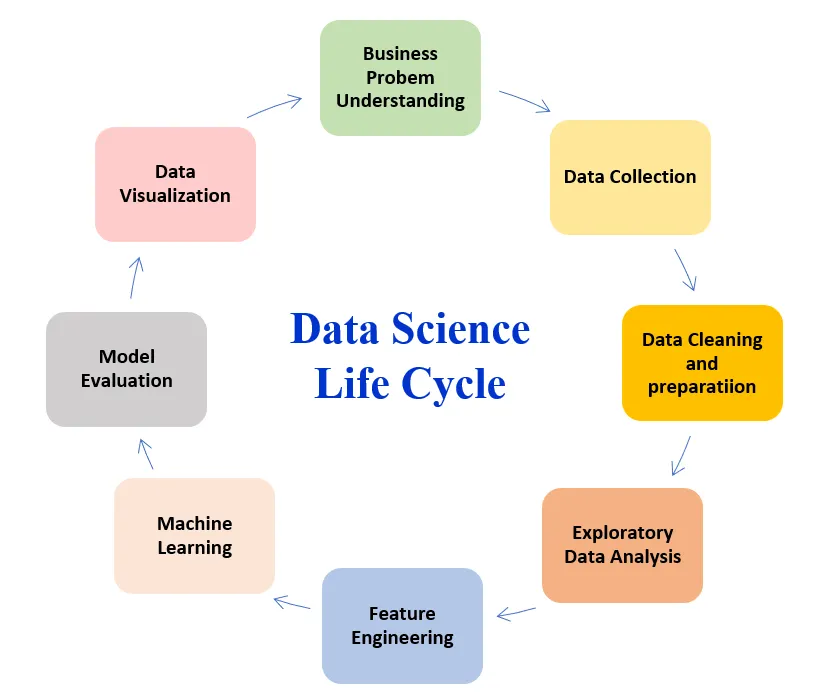 Business
Probem
Understanding
Data Collection
Data Cleaning
and
preparatiion
Exploratory
Data Analysis
Feature
Engineering
Machine
Learning
Model
Evaluation
Data
Visualization
Data Science
Life Cycle